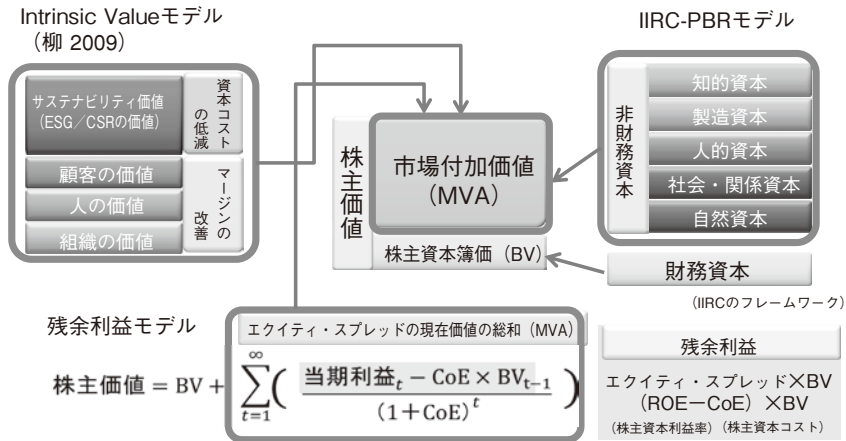 Intrinsic Valueモデル
（柳 2009）
サステナビリティ価値
（ESG／CSRの価値）
資本コスト
の低減
顧客の価値
人の価値
組織の価値
マージンの
改善
株主価値
市場付加価値
（MVA）
株主資本簿価（BV）
IIRC-PBRモデル
非財務資本
知的資本
製造資本
人的資本
社会・関係資本
自然資本
財務資本
（IIRCのフレームワーク）
残余利益モデル
エクイティ・スプレッドの現在価値の総和（MVA）
株主価値 = BV + ∞∑t=1( 当期利益t − CoE × BVt−1 / (1＋CoE)t )
残余利益
エクイティ・スプレッド×BV
（ROE－CoE）×BV
（株主資本利益率）（株主資本コスト）